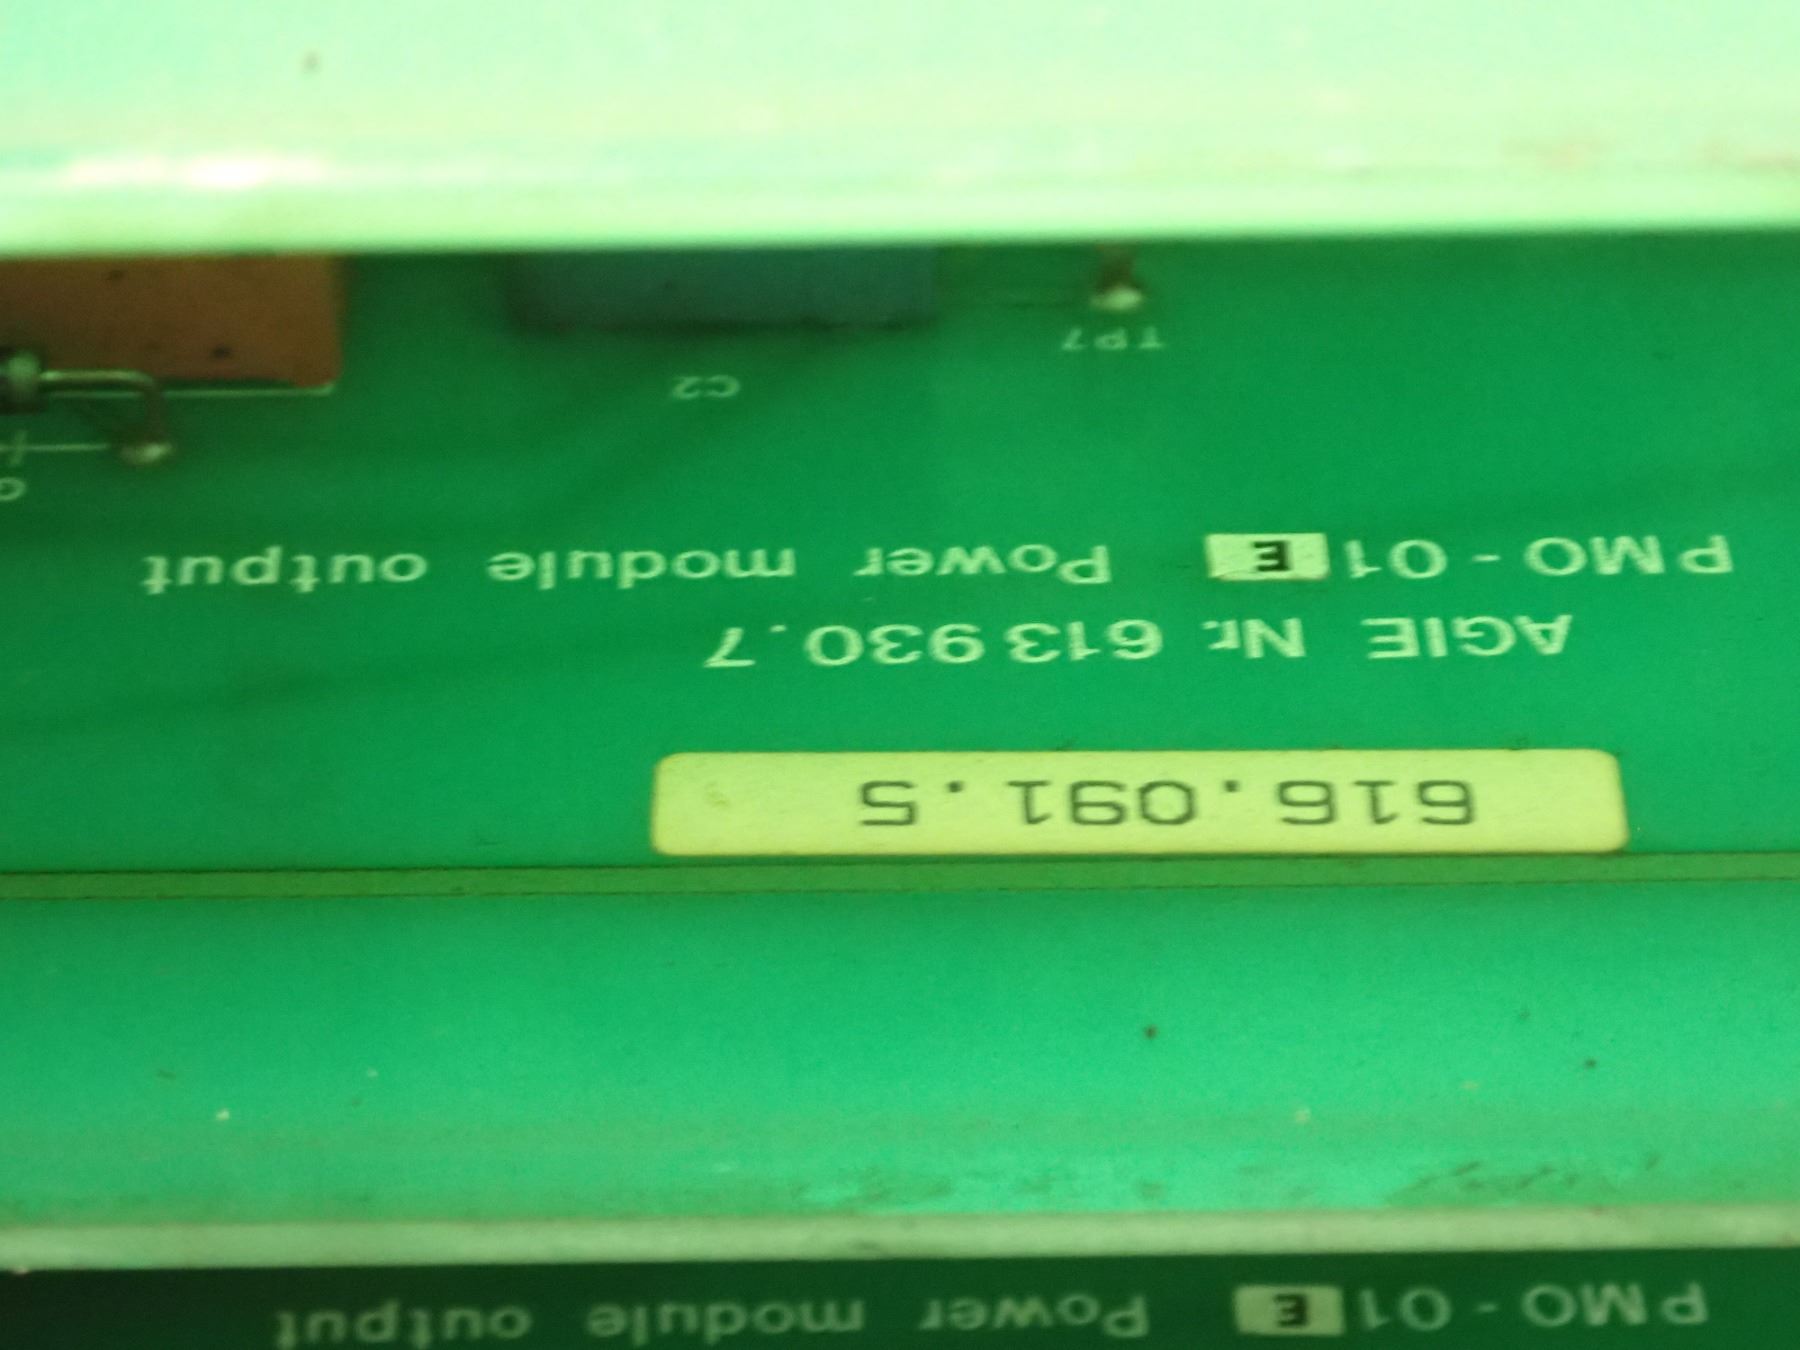 PMO - 01 E Power module output
616.091.5
AGIE Nr. 613 930.7
PMO - 01 E Power module output
C2
TP7